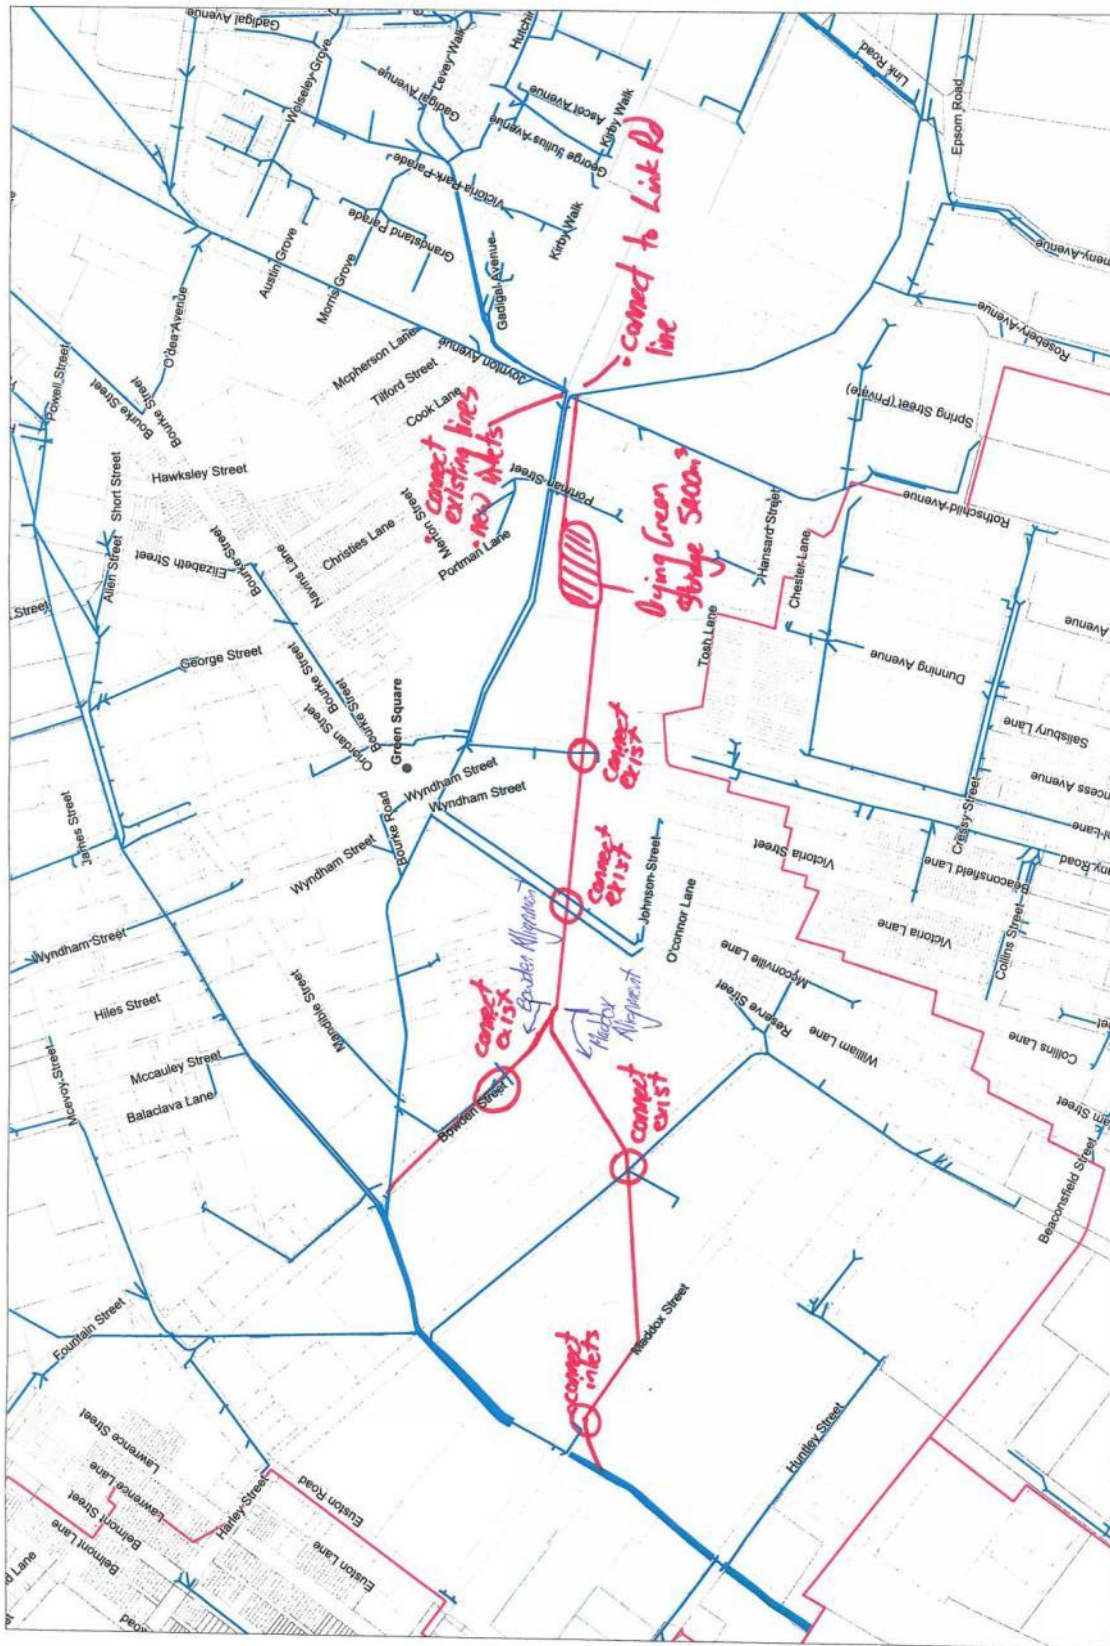 Gadigal Avenue
Wolseley Grove
Levey Walk
Gadigal Avenue
Ascot Avenue
Kirby Walk
George Julius Avenue
Link Road
Epsom Road
Victoria Park Parade
Grandstand Parade
Kirby Walk
Austin Grove
Morris Grove
Gadigal Avenue
Joynton Avenue
Mcpherson Lane
Tilford Street
Cook Lane
O'dea Avenue
Powell Street
Bourke Street
Bourke Street
Short Street
Hawksley Street
Allen Street
Elizabeth Street
Bourke Street
Navins Lane
Christies Lane
Merton Street
Portman Lane
Portman Street
• connect to Link Rd
line
• connect
existing lines
• new inlets
Rosebery Avenue
Spring Street (Private)
Rothschild Avenue
Hansard Street
Chester Lane
Tosh Lane
Dunning Avenue
Salisbury Lane
Drying Green
Storage 5400m³
Street
George Street
Bourke Street
Bourke Street
Onordan Street
Green Square
Wyndham Street
Wyndham Street
Bourke Road
connect
exist
connect
exist
James Street
Wyndham Street
Wyndham Street
Johnson Street
O'connor Lane
Victoria Street
Victoria Lane
Beaconsfield Lane
Cressy Street
Collins Street
Hiles Street
Mandible Street
Mccauley Street
Balaclava Lane
Mcevoy Street
connect
exist
Maddox
Alignment
Bowden Street
connect
exist
Reserve Street
Mcconville Lane
William Lane
Collins Lane
Beaconsfield Street
Fountain Street
Maddox Street
connect
inlets
Huntley Street
Lawrence Street
Lawrence Lane
Belmont Street
Belmont Lane
Harley Street
Euston Road
Euston Lane